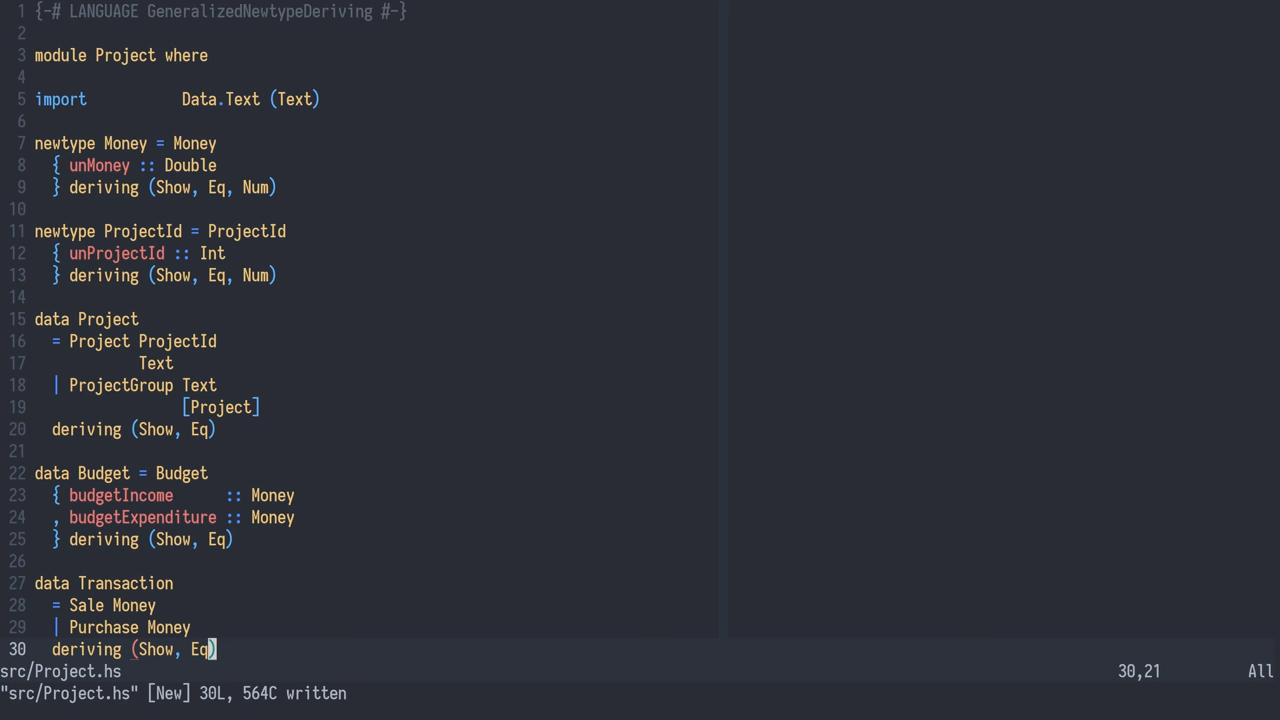 1 {-# LANGUAGE GeneralizedNewtypeDeriving #-}
2
3 module Project where
4
5 import           Data.Text (Text)
6
7 newtype Money = Money
8   { unMoney :: Double
9   } deriving (Show, Eq, Num)
10
11 newtype ProjectId = ProjectId
12   { unProjectId :: Int
13   } deriving (Show, Eq, Num)
14
15 data Project
16   = Project ProjectId
17             Text
18   | ProjectGroup Text
19                  [Project]
20   deriving (Show, Eq)
21
22 data Budget = Budget
23   { budgetIncome      :: Money
24   , budgetExpenditure :: Money
25   } deriving (Show, Eq)
26
27 data Transaction
28   = Sale Money
29   | Purchase Money
30   deriving (Show, Eq)
src/Project.hs 30,21 All
"src/Project.hs" [New] 30L, 564C written